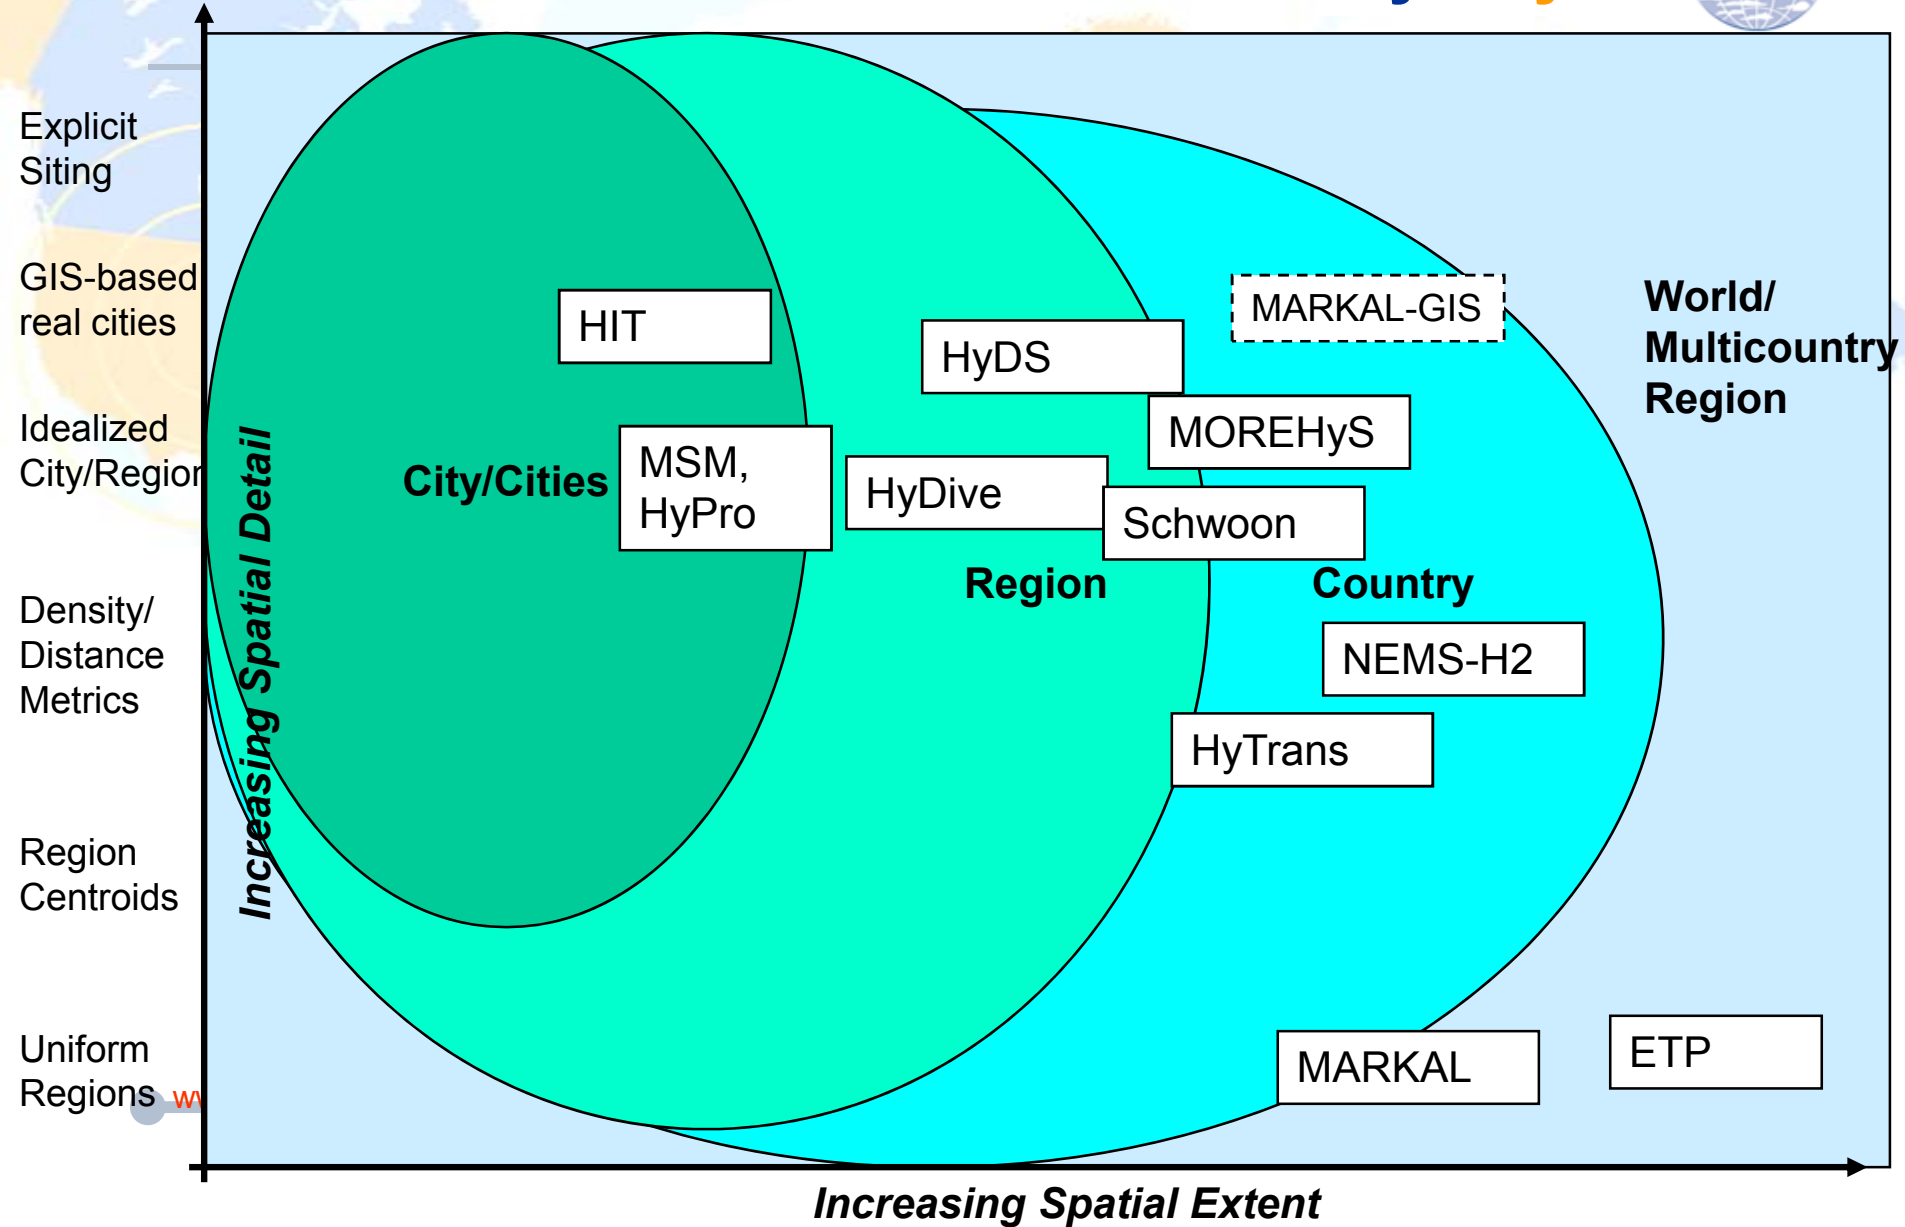 Explicit
Siting
GIS-based
real cities
Idealized
City/Region
Density/
Distance
Metrics
Region
Centroids
Uniform
Regions
Increasing Spatial Detail
HIT
City/Cities
MSM,
HyPro
HyDS
HyDive
MOREHyS
Schwoon
Region
MARKAL-GIS
Country
NEMS-H2
HyTrans
MARKAL
ETP
World/
Multicountry
Region
Increasing Spatial Extent